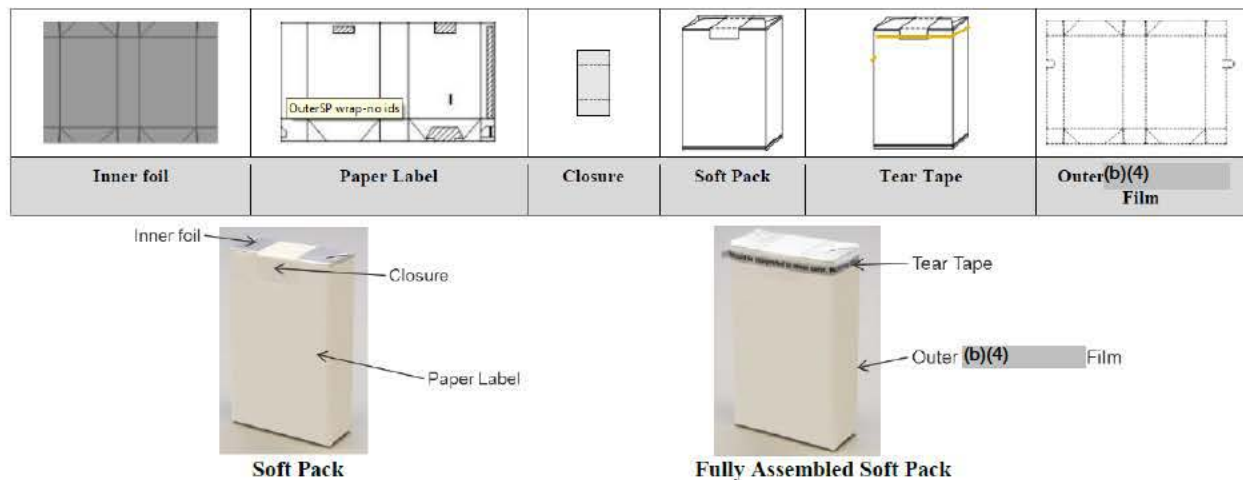 OuterSP wrap-no ids
Inner foil
Paper Label
Closure
Soft Pack
Tear Tape
Outer (b)(4)
Film
Inner foil
Closure
Paper Label
Tear Tape
Outer (b)(4) Film
Soft Pack
Fully Assembled Soft Pack